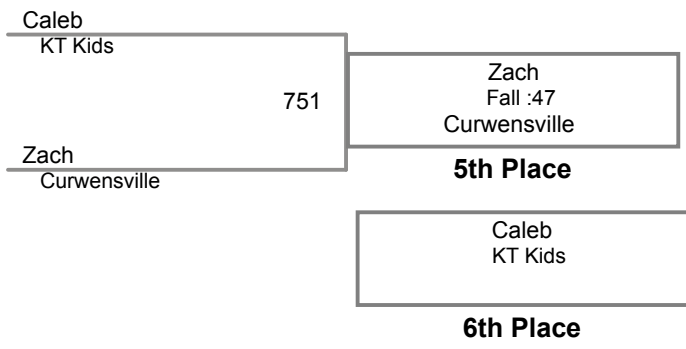 Caleb
KT Kids
751
Zach
Curwensville
Zach
Fall :47
Curwensville
5th Place
Caleb
KT Kids
6th Place